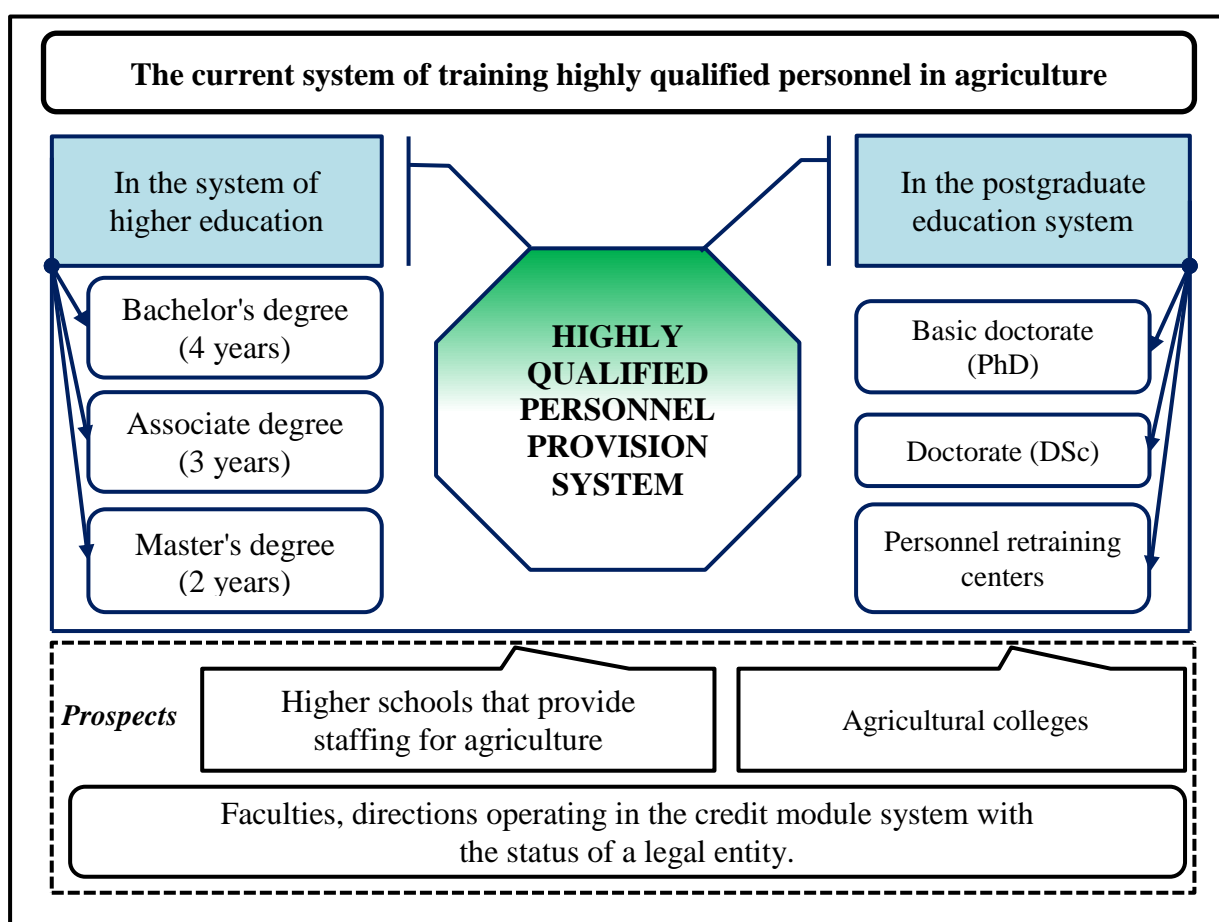 The current system of training highly qualified personnel in agriculture
In the system of
higher education
In the postgraduate
education system
Bachelor's degree
(4 years)
Associate degree
(3 years)
Master's degree
(2 years)
HIGHLY
QUALIFIED
PERSONNEL
PROVISION
SYSTEM
Basic doctorate
(PhD)
Doctorate (DSc)
Personnel retraining
centers
Prospects
Higher schools that provide
staffing for agriculture
Agricultural colleges
Faculties, directions operating in the credit module system with
the status of a legal entity.